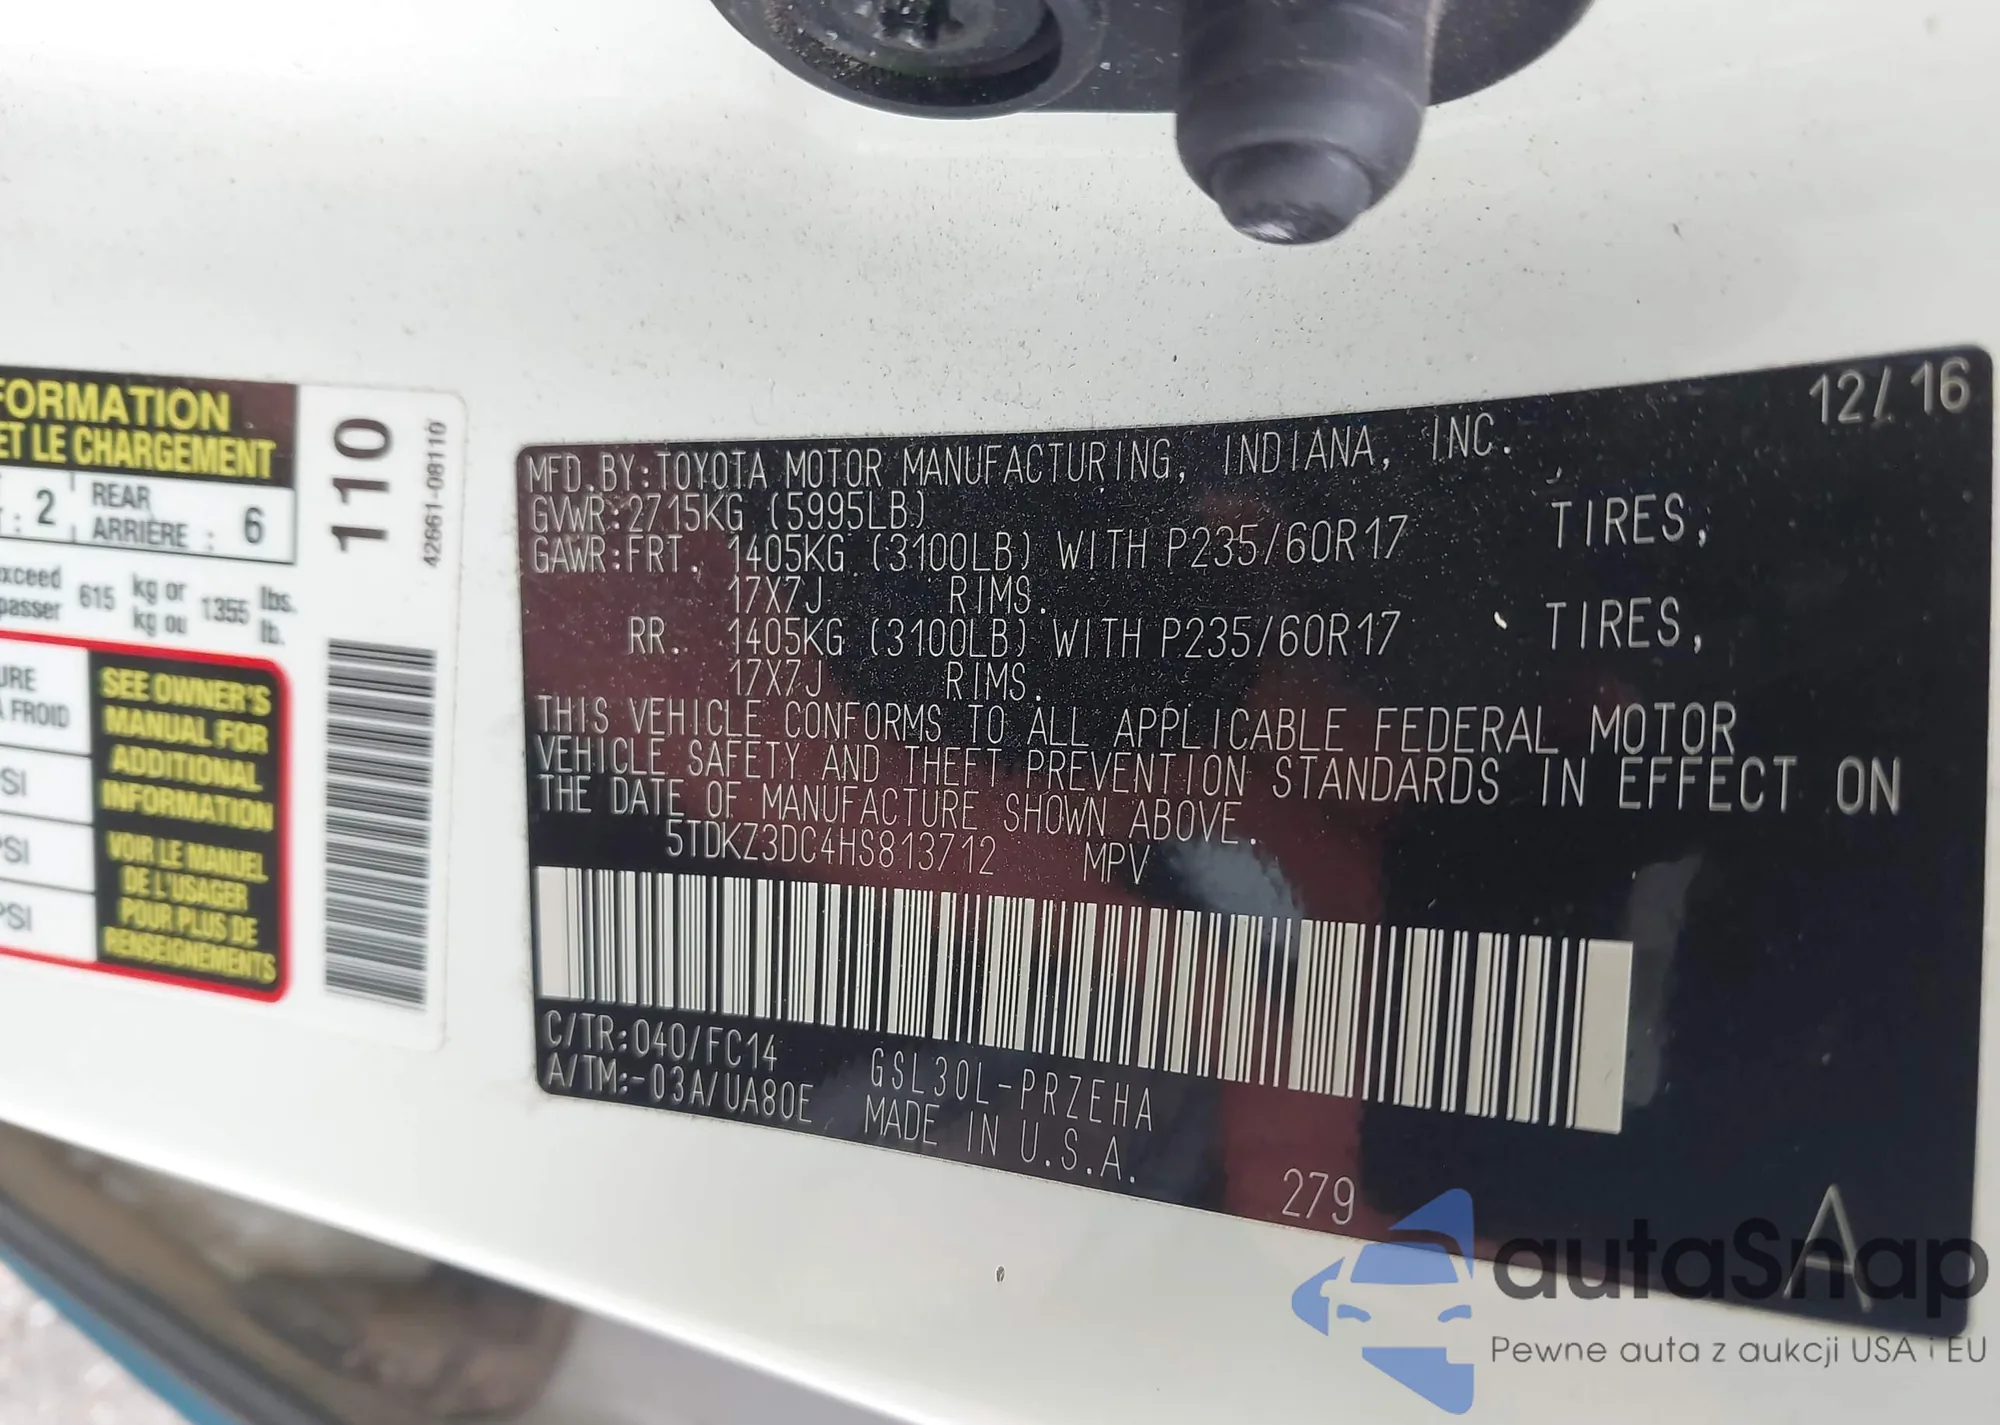 FORMATION
ET LE CHARGEMENT
: 2
REAR
ARRIÈRE : 6
exceed
passer
615
kg or
kg ou
1355
lbs.
lb.
URE
À FROID
SEE OWNER'S
MANUAL FOR
ADDITIONAL
INFORMATION
VOIR LE MANUEL
DE L'USAGER
POUR PLUS DE
RENSEIGNEMENTS
PSI
PSI
PSI
110
42661-08110
12/16
MFD.BY:TOYOTA MOTOR MANUFACTURING, INDIANA, INC.
GVWR:2715KG (5995LB)
GAWR:FRT. 1405KG (3100LB) WITH P235/60R17 TIRES,
17X7J RIMS.
RR. 1405KG (3100LB) WITH P235/60R17 TIRES,
17X7J RIMS.
THIS VEHICLE CONFORMS TO ALL APPLICABLE FEDERAL MOTOR
VEHICLE SAFETY AND THEFT PREVENTION STANDARDS IN EFFECT ON
THE DATE OF MANUFACTURE SHOWN ABOVE.
5TDKZ3DC4HS813712 MPV
C/TR:040/FC14 GSL30L-PRZEHA
A/TM:-03A/UA80E MADE IN U.S.A.
279
A
autaSnap
Pewne auta z aukcji USA i EU